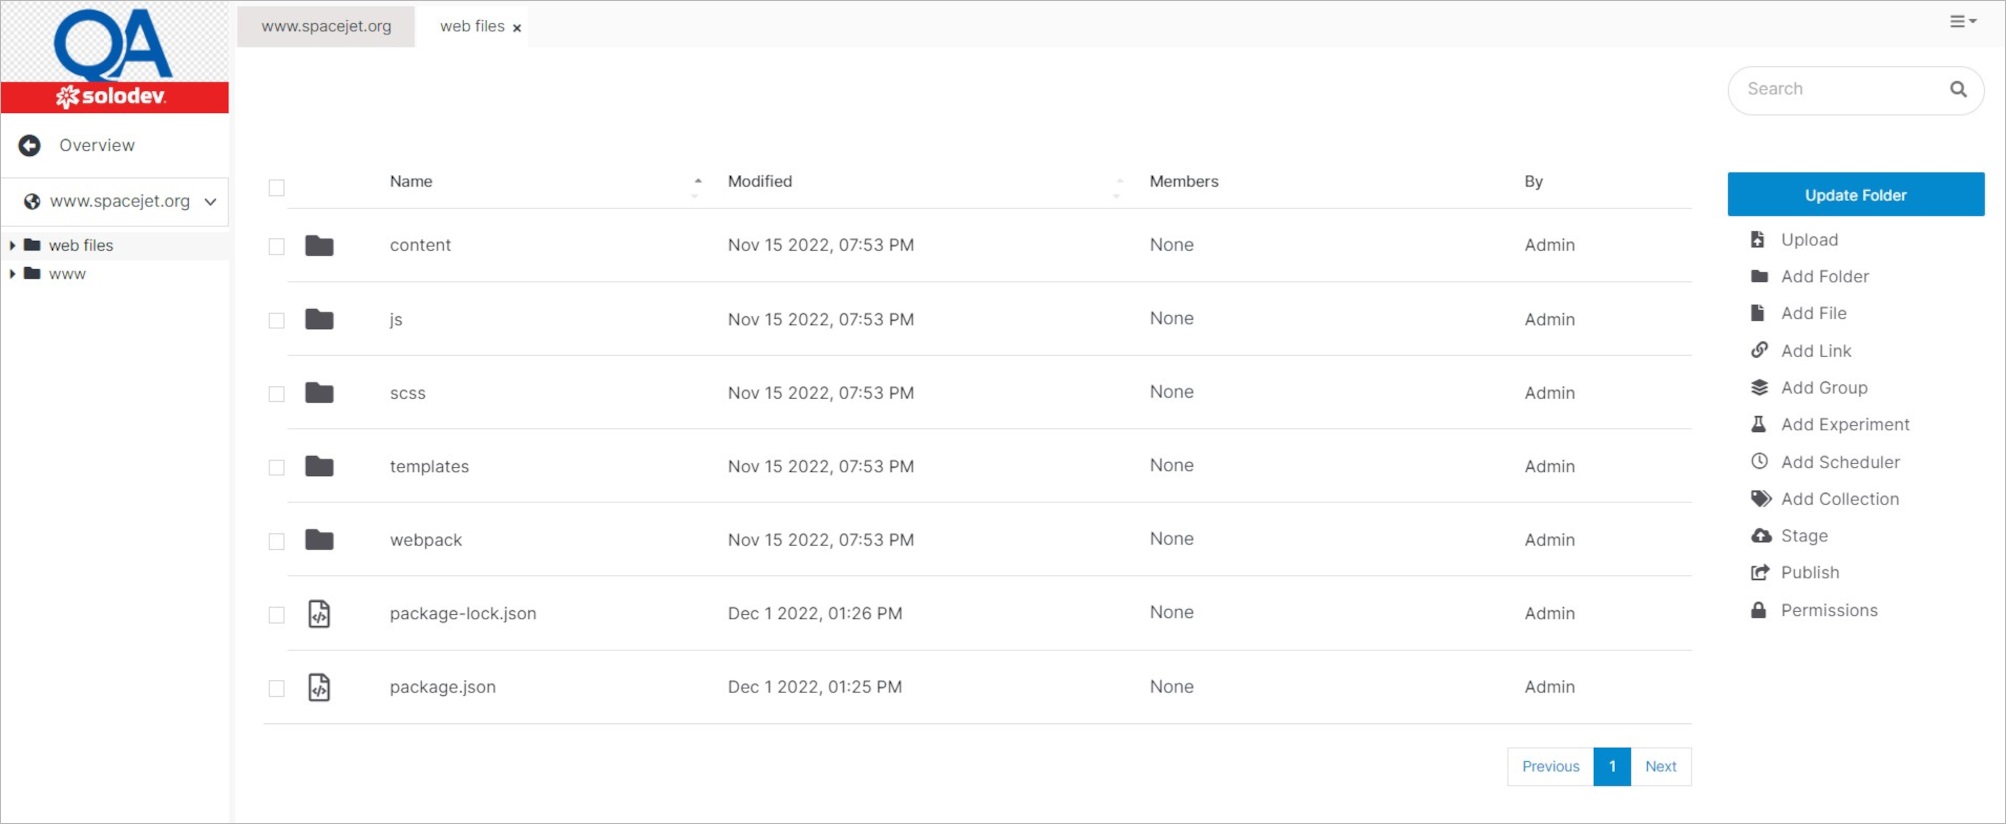 QA
solodev.
Overview
www.spacejet.org
web files
www
www.spacejet.org
web files ×
Search
Name Modified Members By
content Nov 15 2022, 07:53 PM None Admin
js Nov 15 2022, 07:53 PM None Admin
scss Nov 15 2022, 07:53 PM None Admin
templates Nov 15 2022, 07:53 PM None Admin
webpack Nov 15 2022, 07:53 PM None Admin
package-lock.json Dec 1 2022, 01:26 PM None Admin
package.json Dec 1 2022, 01:25 PM None Admin
Previous 1 Next
Update Folder
Upload
Add Folder
Add File
Add Link
Add Group
Add Experiment
Add Scheduler
Add Collection
Stage
Publish
Permissions